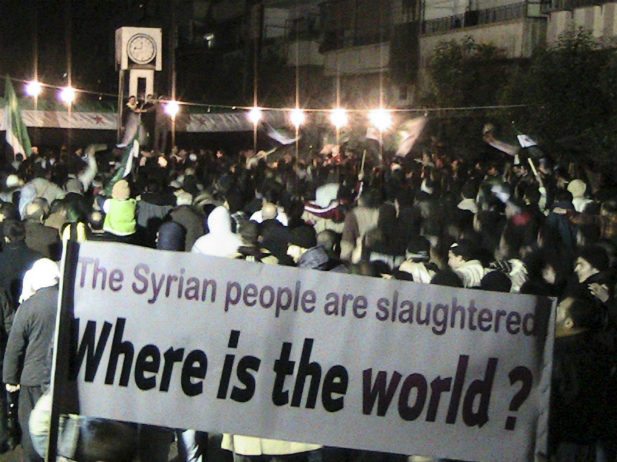 The Syrian people are slaughtered
Where is the world?